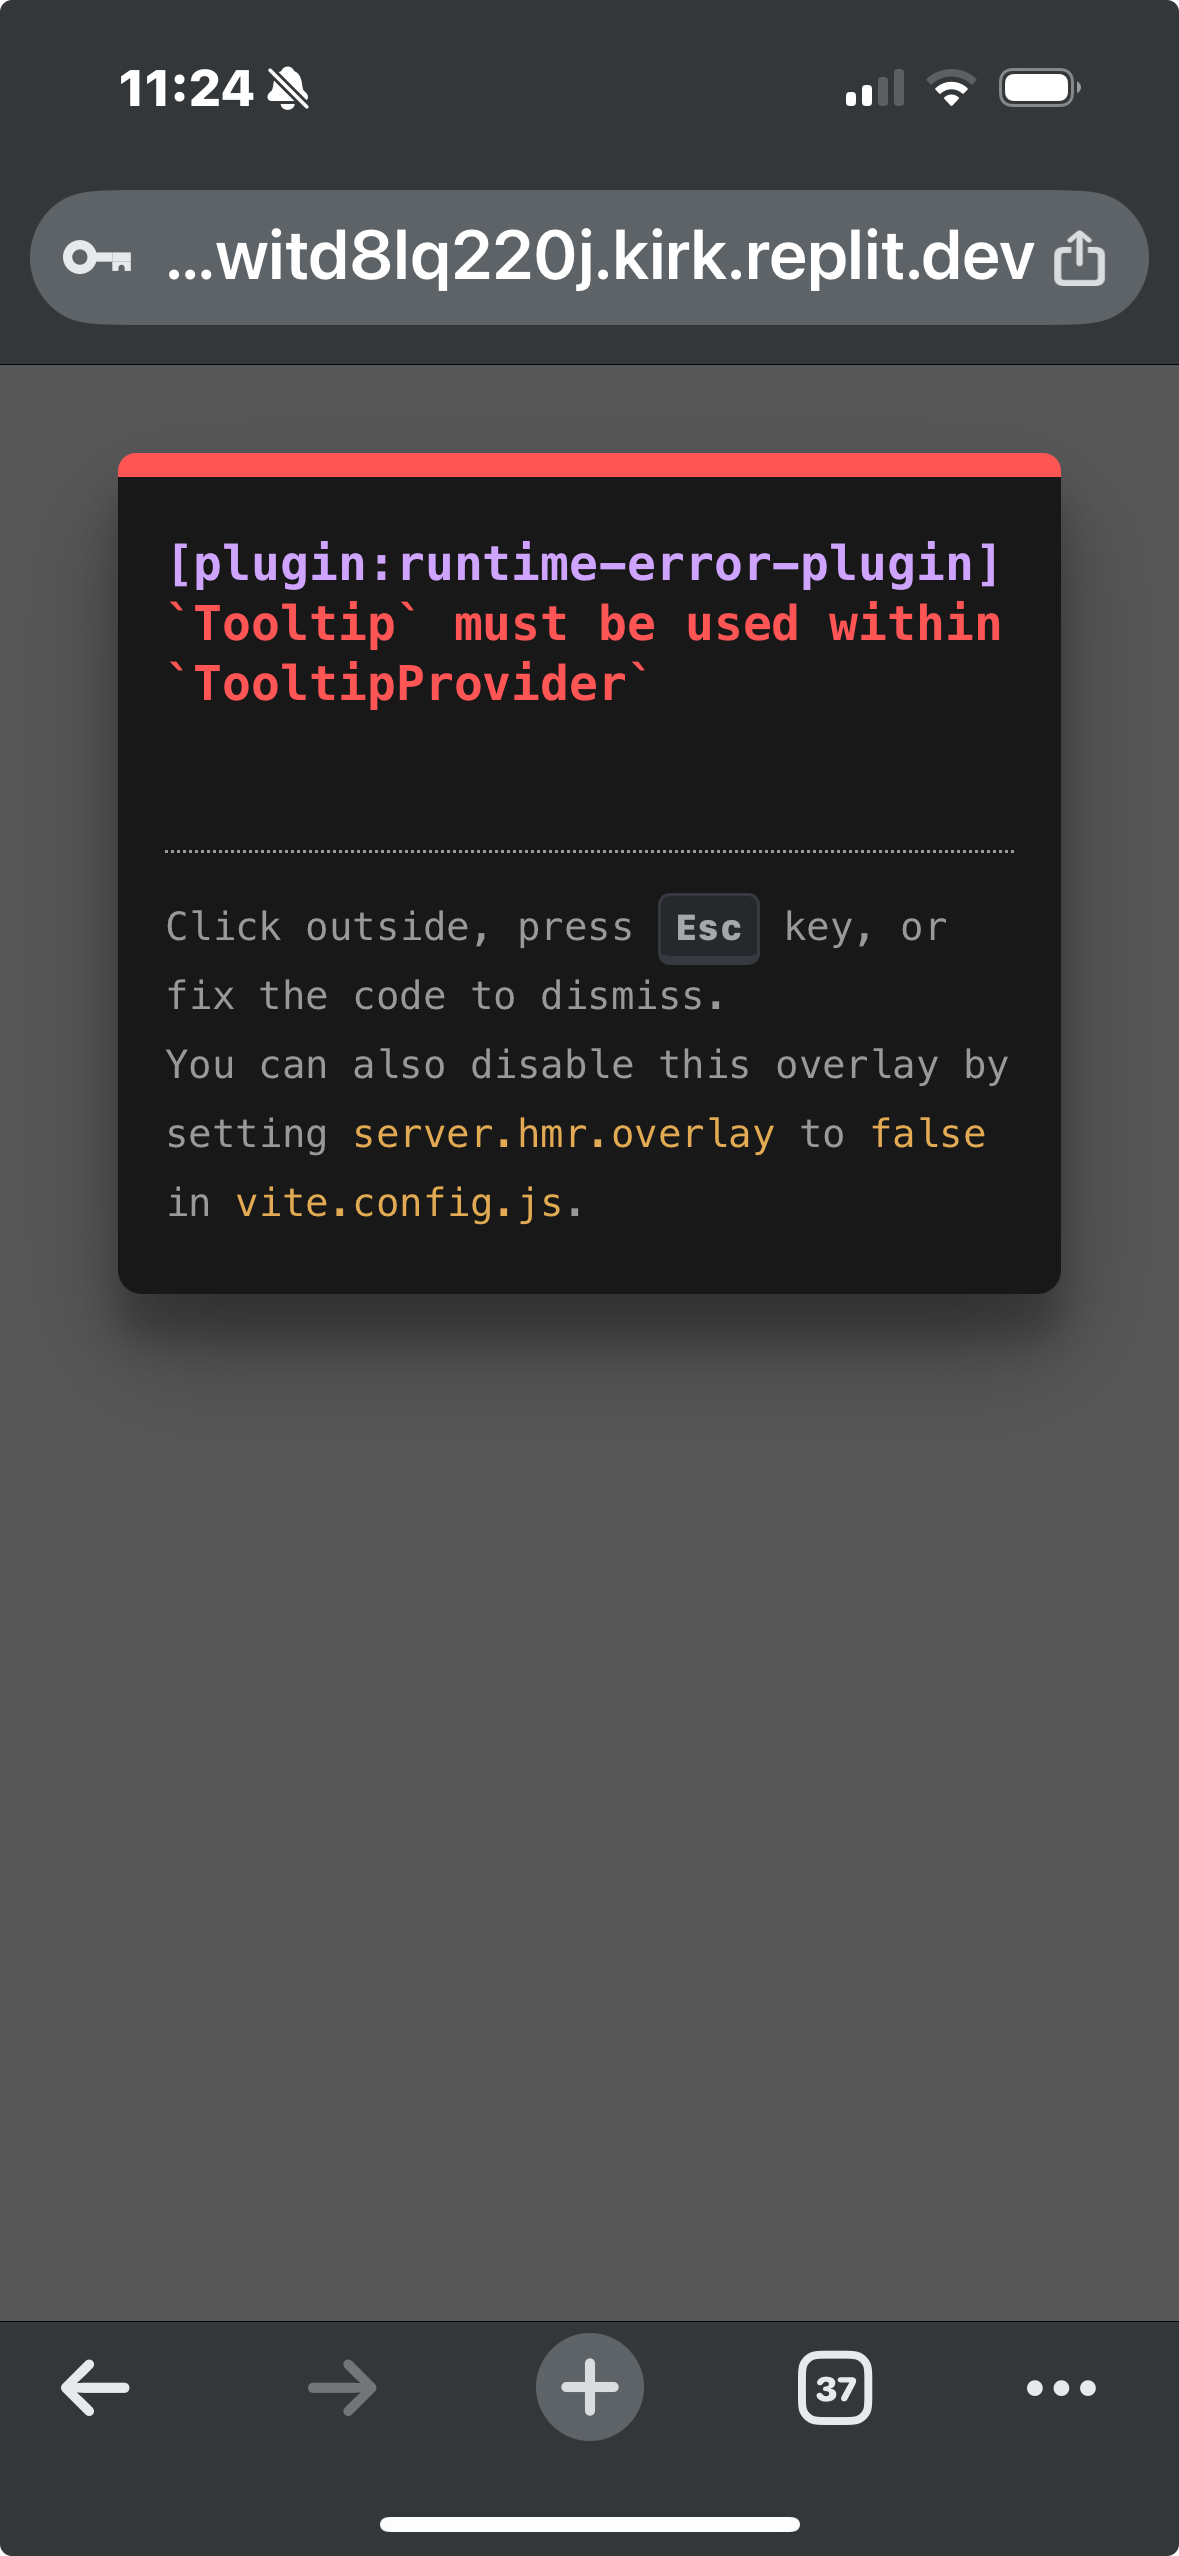 11:24
...witd8lq220j.kirk.replit.dev
[plugin:runtime-error-plugin]
`Tooltip` must be used within
`TooltipProvider`
Click outside, press Esc key, or
fix the code to dismiss.
You can also disable this overlay by
setting server.hmr.overlay to false
in vite.config.js.
37